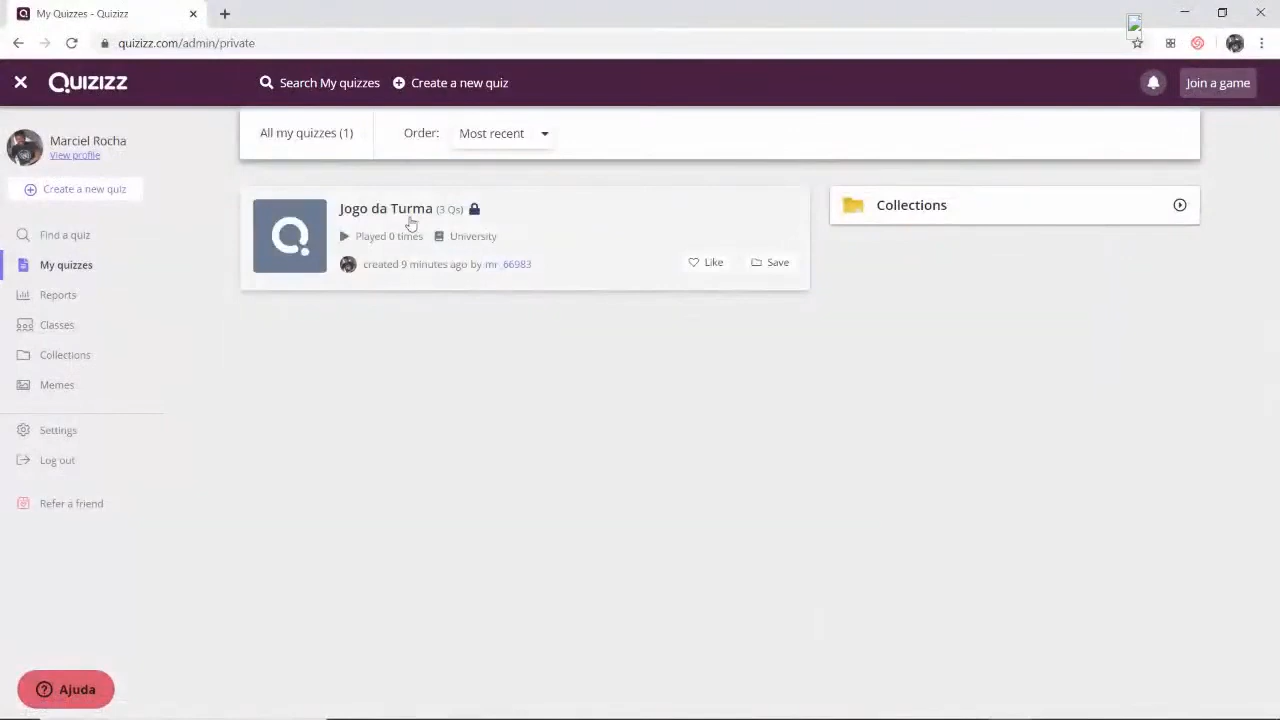 My Quizzes - Quizizz
quizizz.com/admin/private
Quizizz
Search My quizzes
Create a new quiz
Join a game
Marciel Rocha
View profile
Create a new quiz
Find a quiz
My quizzes
Reports
Classes
Collections
Memes
Settings
Log out
Refer a friend
Ajuda
All my quizzes (1)
Order: Most recent
Jogo da Turma (3 Qs)
Played 0 times University
created 9 minutes ago by mr_66983
Like Save
Collections